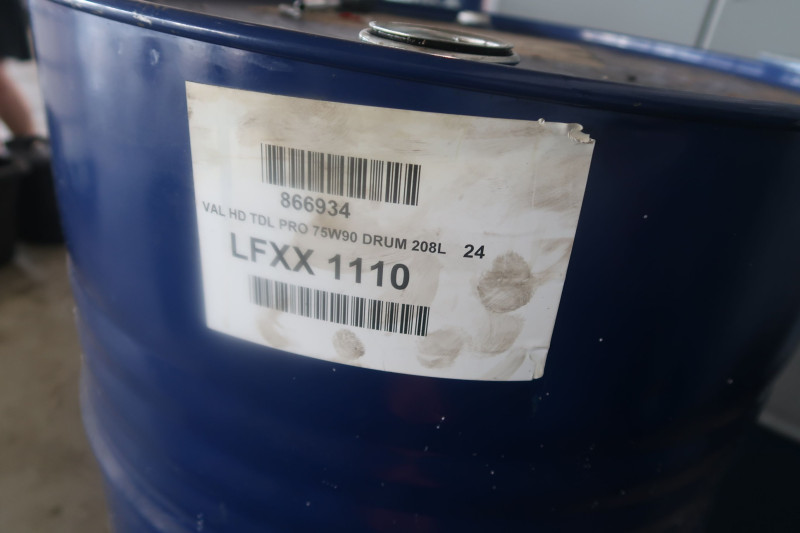 866934
VAL HD TDL PRO 75W90 DRUM 208L 24
LFXX 1110